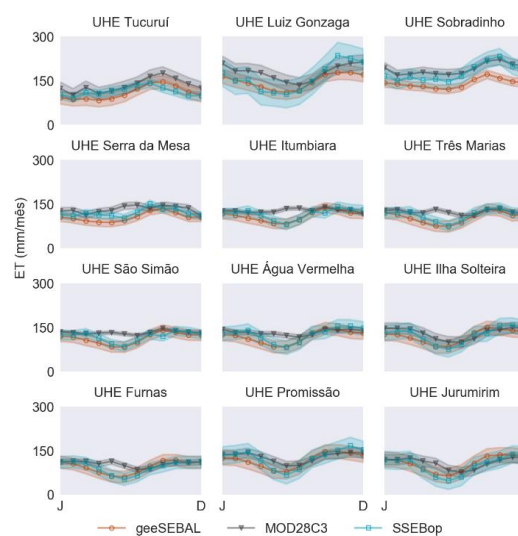 UHE Tucuruí UHE Luiz Gonzaga UHE Sobradinho
300
150
0
UHE Serra da Mesa UHE Itumbiara UHE Três Marias
300
150
0
ET (mm/mês)
UHE São Simão UHE Água Vermelha UHE Ilha Solteira
300
150
0
UHE Furnas UHE Promissão UHE Jurumirim
300
150
0
J D J D J D
geeSEBAL MOD28C3 SSEBop